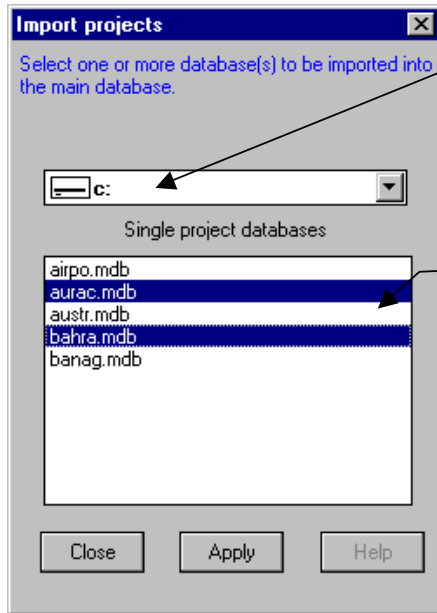 Import projects
Select one or more database(s) to be imported into
the main database.
c:
Single project databases
airpo.mdb
aurac.mdb
austr.mdb
bahra.mdb
banag.mdb
Close Apply Help